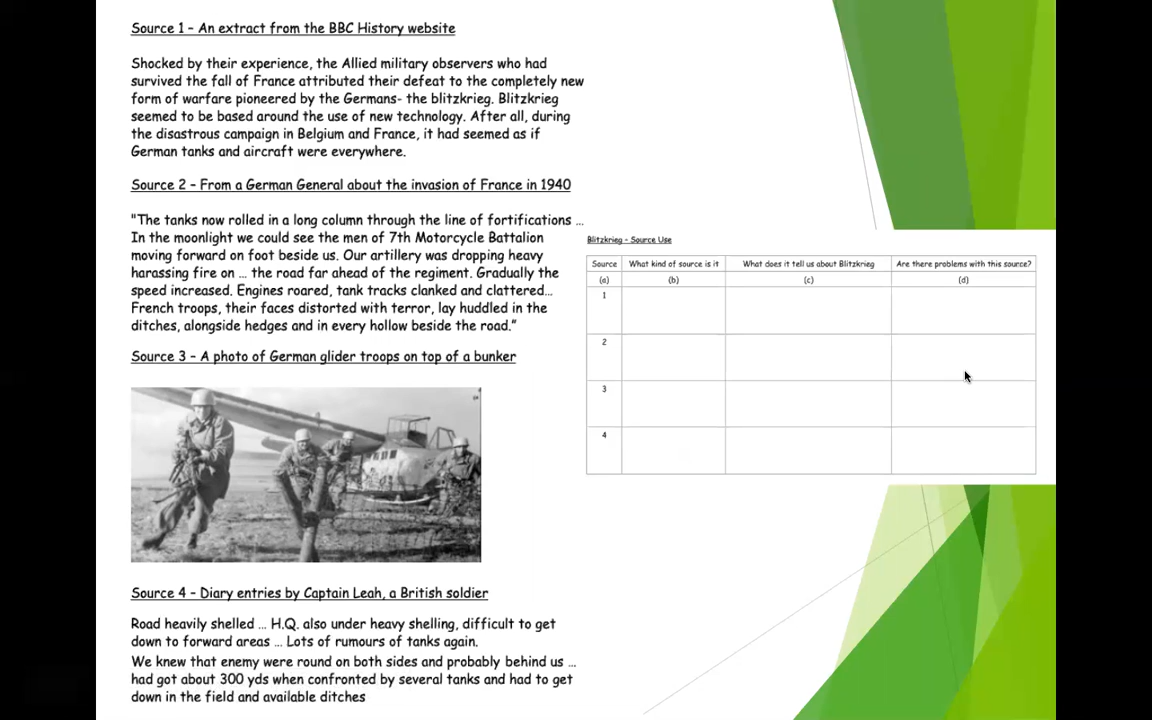 Source 1 – An extract from the BBC History website
Shocked by their experience, the Allied military observers who had
survived the fall of France attributed their defeat to the completely new
form of warfare pioneered by the Germans- the blitzkrieg. Blitzkrieg
seemed to be based around the use of new technology. After all, during
the disastrous campaign in Belgium and France, it had seemed as if
German tanks and aircraft were everywhere.
Source 2 – From a German General about the invasion of France in 1940
"The tanks now rolled in a long column through the line of fortifications ...
In the moonlight we could see the men of 7th Motorcycle Battalion
moving forward on foot beside us. Our artillery was dropping heavy
harassing fire on ... the road far ahead of the regiment. Gradually the
speed increased. Engines roared, tank tracks clanked and clattered...
French troops, their faces distorted with terror, lay huddled in the
ditches, alongside hedges and in every hollow beside the road.”
Source 3 – A photo of German glider troops on top of a bunker
Source 4 – Diary entries by Captain Leah, a British soldier
Road heavily shelled ... H.Q. also under heavy shelling, difficult to get
down to forward areas ... Lots of rumours of tanks again.
We knew that enemy were round on both sides and probably behind us ...
had got about 300 yds when confronted by several tanks and had to get
down in the field and available ditches
Blitzkrieg – Source Use
Source What kind of source is it What does it tell us about Blitzkrieg Are there problems with this source?
(a) (b) (c) (d)
1
2
3
4